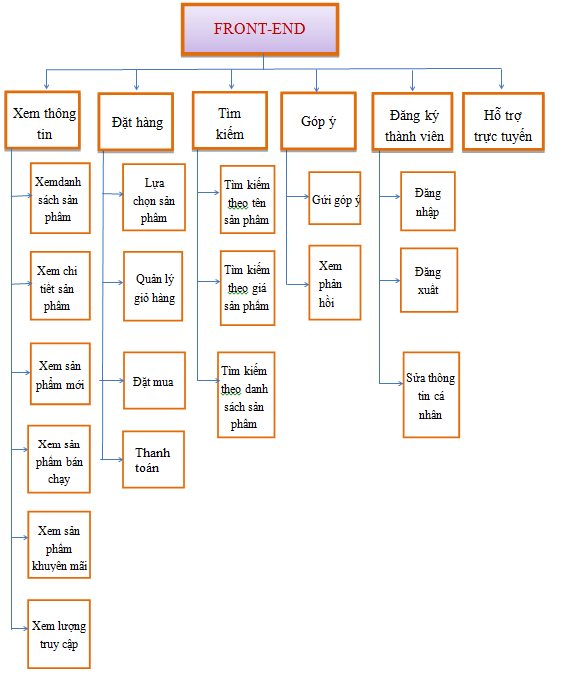 FRONT-END
Xem thông
tin
Đặt hàng
Tìm
kiếm
Góp ý
Đăng ký
thành viên
Hỗ trợ
trực tuyến
Xemdanh
sách sản
phẩm
Xem chi
tiết sản
phẩm
Xem sản
phẩm mới
Xem sản
phẩm bán
chạy
Xem sản
phẩm
khuyên mãi
Xem lượng
truy cập
Lựa
chọn sản
phẩm
Quản lý
giỏ hàng
Đặt mua
Thanh
toán
Tìm kiếm
theo tên
sản phẩm
Tìm kiếm
theo giá
sản phẩm
Tìm kiếm
theo danh
sách sản
phẩm
Gửi góp ý
Xem
phản
hồi
Đăng
nhập
Đăng
xuất
Sửa thông
tin cá
nhân